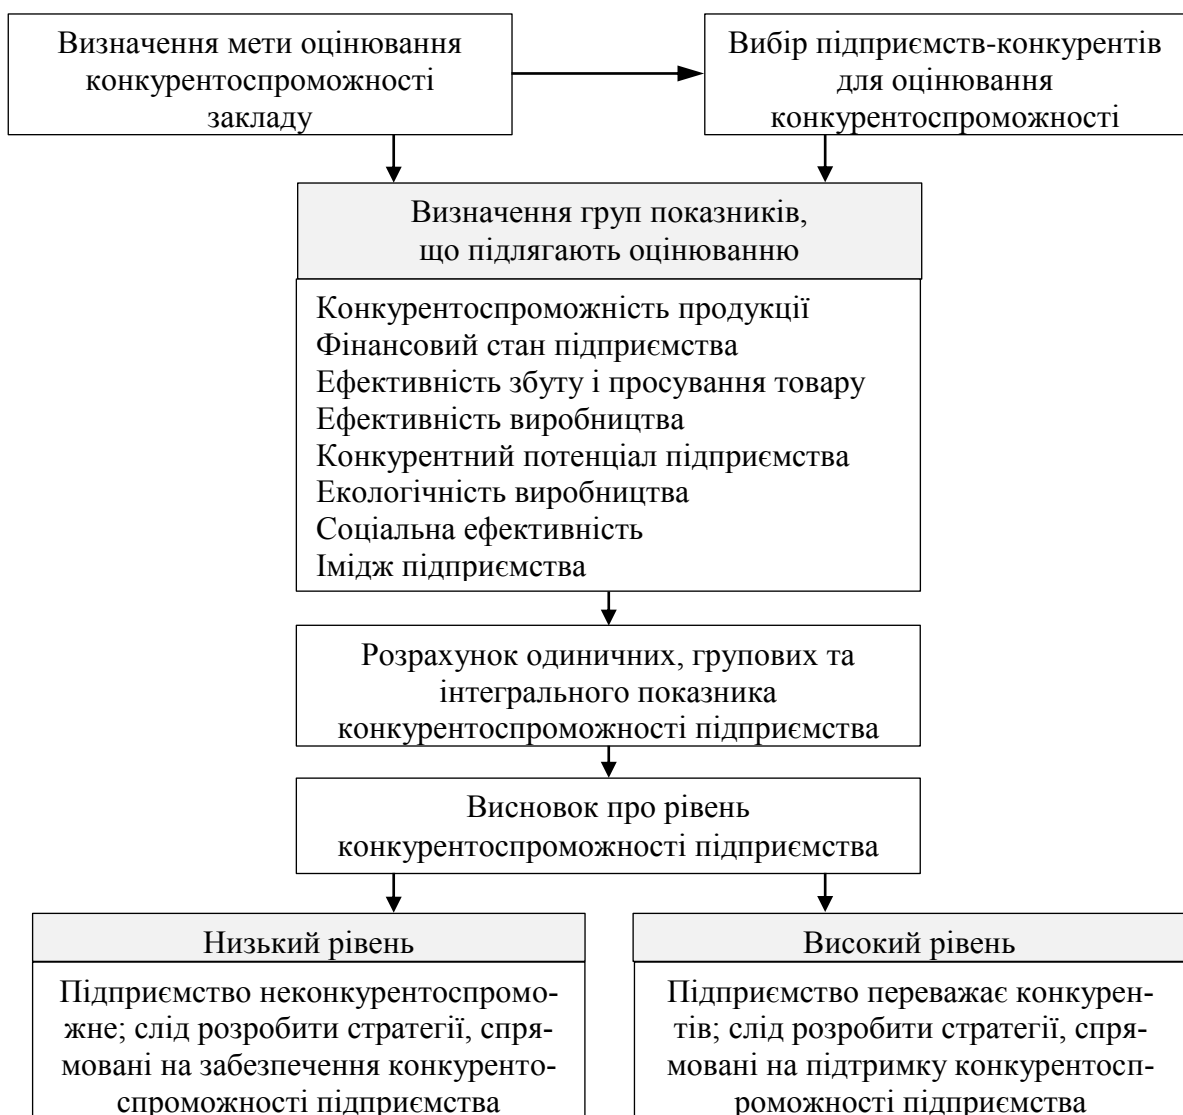 Визначення мети оцінювання
конкурентоспроможності
закладу
Вибір підприємств-конкурентів
для оцінювання
конкурентоспроможності
Визначення груп показників,
що підлягають оцінюванню
Конкурентоспроможність продукції
Фінансовий стан підприємства
Ефективність збуту і просування товару
Ефективність виробництва
Конкурентний потенціал підприємства
Екологічність виробництва
Соціальна ефективність
Імідж підприємства
Розрахунок одиничних, групових та
інтегрального показника
конкурентоспроможності підприємства
Висновок про рівень
конкурентоспроможності підприємства
Низький рівень
Підприємство неконкурентоспромо-
жне; слід розробити стратегії, спря-
мовані на забезпечення конкуренто-
спроможності підприємства
Високий рівень
Підприємство переважає конкурен-
тів; слід розробити стратегії, спря-
мовані на підтримку конкурентосп-
роможності підприємства